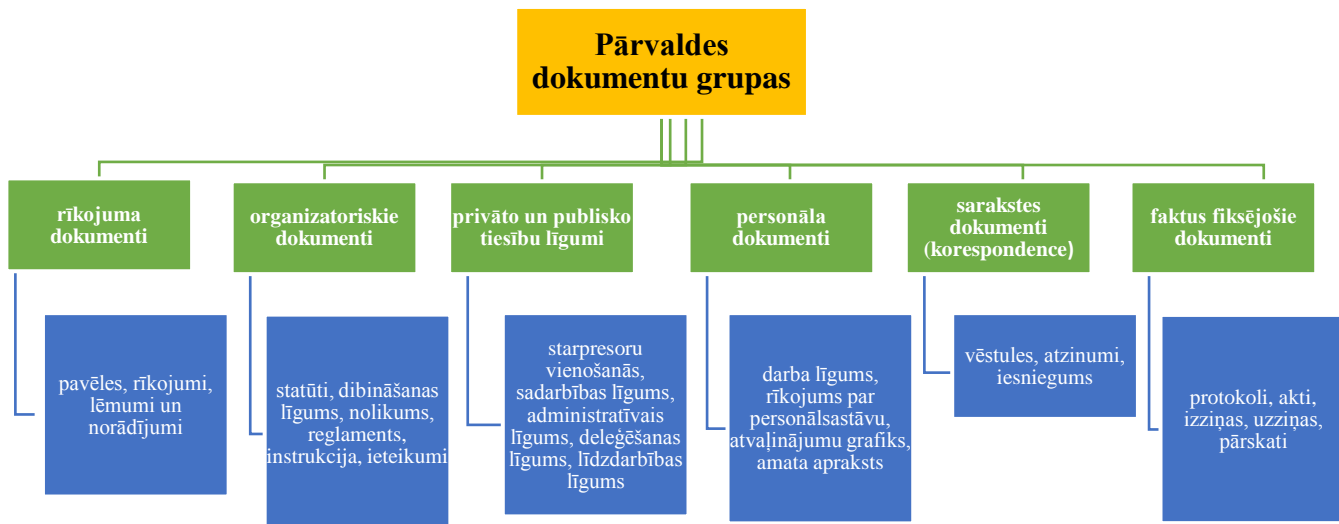 Pārvaldes
dokumentu grupas
rīkojuma
dokumenti
organizatoriskie
dokumenti
privāto un publisko
tiesību līgumi
personāla
dokumenti
sarakstes
dokumenti
(korespondence)
faktus fiksējošie
dokumenti
pavēles, rīkojumi,
lēmumi un
norādījumi
statūti, dibināšanas
līgums, nolikums,
reglaments,
instrukcija, ieteikumi
starpresoru
vienošanās,
sadarbības līgums,
administratīvais
līgums, deleģēšanas
līgums, līdzdarbības
līgums
darba līgums,
rīkojums par
personālsastāvu,
atvaļinājumu grafiks,
amata apraksts
vēstules, atzinumi,
iesniegums
protokoli, akti,
izziņas, uzziņas,
pārskati